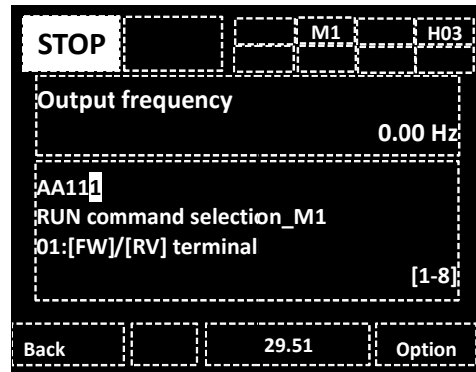 STOP M1 H03
Output frequency
0.00 Hz
AA111
RUN command selection_M1
01:[FW]/[RV] terminal
[1-8]
Back 29.51 Option